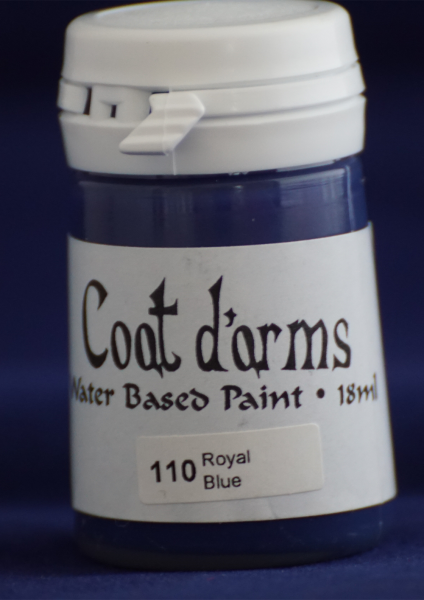 Coat d'arms
Water Based Paint • 18ml
110 Royal
Blue